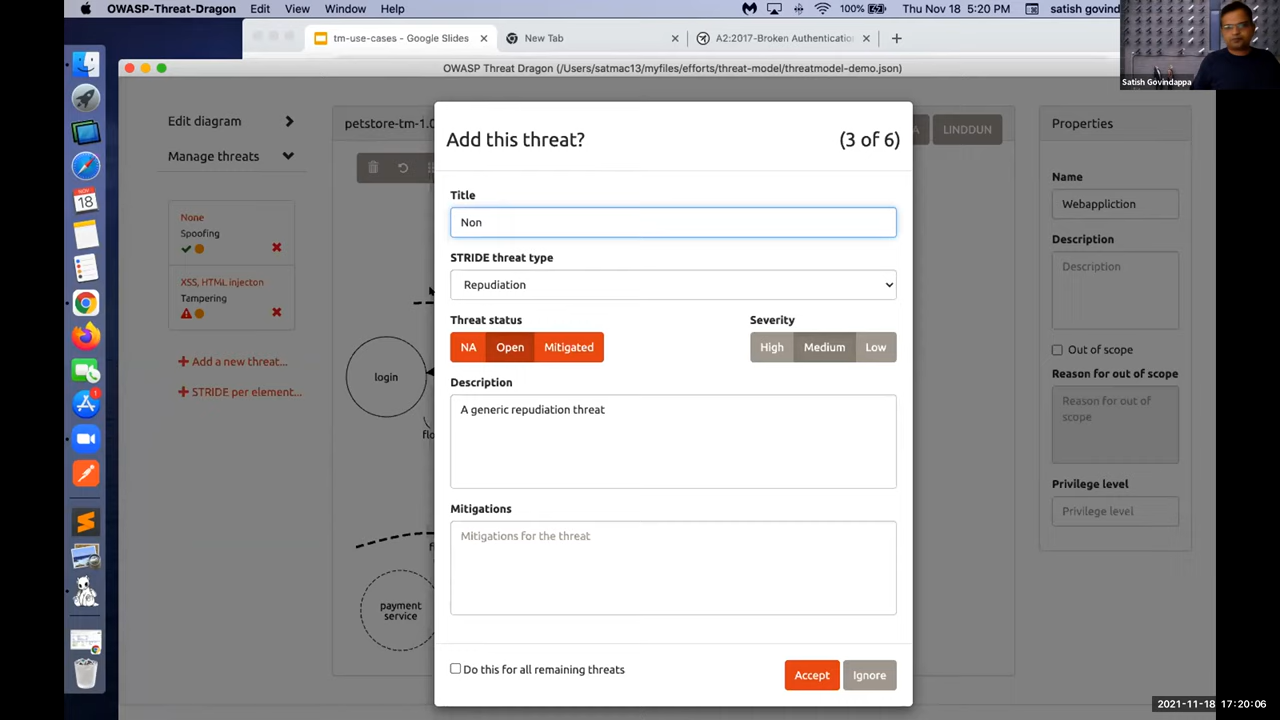 OWASP-Threat-Dragon Edit View Window Help 100% Thu Nov 18 5:20 PM satish govind
tm-use-cases - Google Slides New Tab A2:2017-Broken Authenticatio
OWASP Threat Dragon (/Users/satmac13/myfiles/efforts/threat-model/threatmodel-demo.json)
Satish Govindappa
NOV
18
1
Edit diagram
Manage threats
None
Spoofing
XSS, HTML injecton
Tampering
Add a new threat...
STRIDE per element...
petstore-tm-1.0
A LINDDUN
login
flo
f
payment
service
Add this threat? (3 of 6)
Title
Non
STRIDE threat type
Repudiation
Threat status Severity
NA Open Mitigated High Medium Low
Description
A generic repudiation threat
Mitigations
Mitigations for the threat
Do this for all remaining threats Accept Ignore
Properties
Name
Webappliction
Description
Description
Out of scope
Reason for out of scope
Reason for out of
scope
Privilege level
Privilege level
2021-11-18 17:20:06